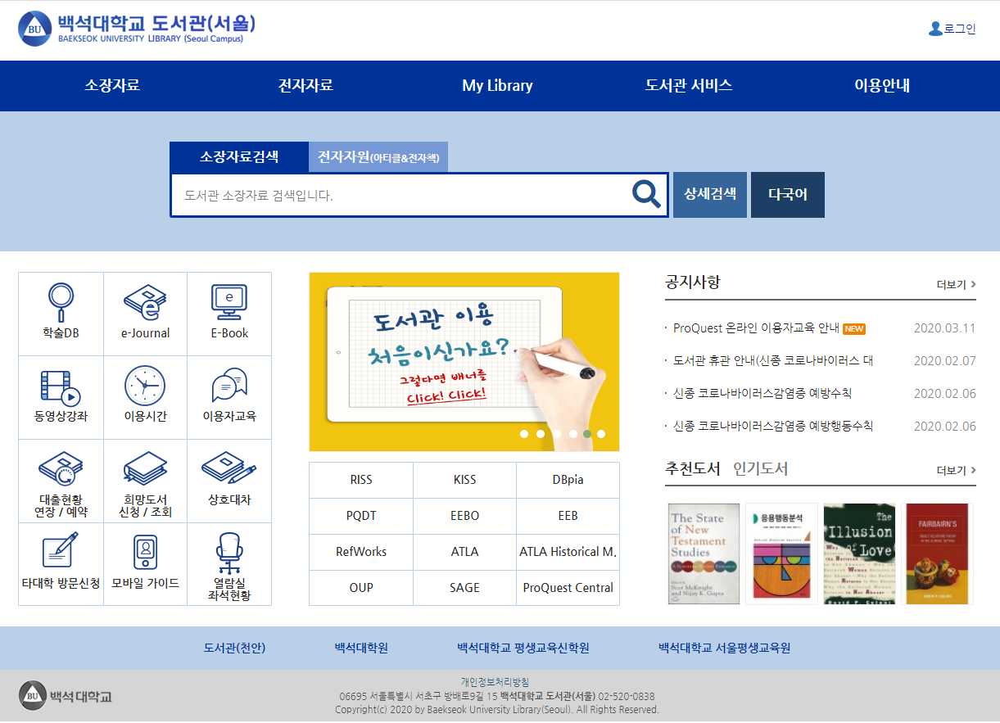 BU 백석대학교 도서관(서울)
BAEKSEOK UNIVERSITY LIBRARY (Seoul Campus)
로그인
소장자료 전자자료 My Library 도서관 서비스 이용안내
소장자료검색 전자자원(아티클&전자책)
도서관 소장자료 검색입니다.
상세검색 다국어
학술DB e-Journal E-Book
동영상강좌 이용시간 이용자교육
대출현황
연장 / 예약
희망도서
신청 / 조회
상호대차
타대학 방문신청 모바일 가이드
열람실
좌석현황
도서관 이용
처음이신가요?
그렇다면 배너를
Click! Click!
RISS KISS DBpia
PQDT EEBO EEB
RefWorks ATLA ATLA Historical M.
OUP SAGE ProQuest Central
공지사항 더보기
· ProQuest 온라인 이용자교육 안내 NEW 2020.03.11
· 도서관 휴관 안내(신종 코로나바이러스 대 2020.02.07
· 신종 코로나바이러스감염증 예방수칙 2020.02.06
· 신종 코로나바이러스감염증 예방행동수칙 2020.02.06
추천도서 인기도서 더보기
The State
of New
Testament
Studies
Scot McKnight
and Nijay K. Gupta
응용행동분석
The
Illusion
of Love
FAIRBAIRN'S
도서관(천안) 백석대학원 백석대학교 평생교육신학원 백석대학교 서울평생교육원
BU 백석대학교
개인정보처리방침
06695 서울특별시 서초구 방배로9길 15 백석대학교 도서관(서울) 02-520-0838
Copyright(c) 2020 by Baekseok University Library(Seoul). All Rights Reserved.